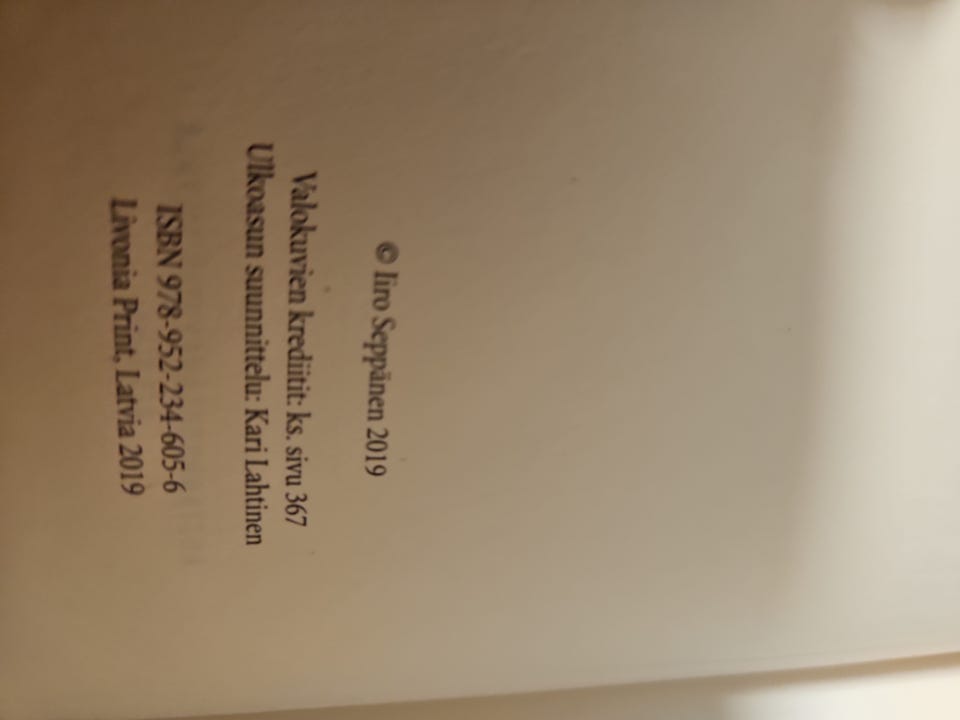 © Iiro Seppänen 2019
Valokuvien krediitit: ks. sivu 367
Ulkoasun suunnittelu: Kari Lahtinen
ISBN 978-952-234-605-6
Livonia Print, Latvia 2019